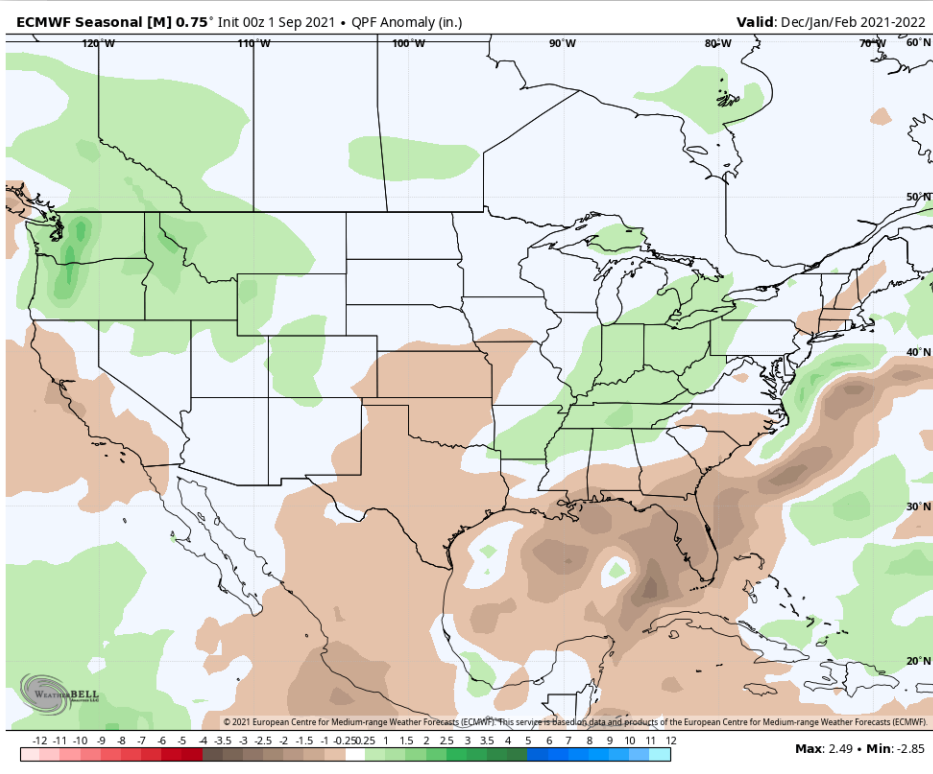 ECMWF Seasonal [M] 0.75° Init 00z 1 Sep 2021 • QPF Anomaly (in.)
Valid: Dec/Jan/Feb 2021-2022
120°W 110°W 100°W 90°W 80°W 70°W 60°N
50°N
40°N
30°N
20°N
WEATHERBELL
© 2021 European Centre for Medium-range Weather Forecasts (ECMWF). This service is based on data and products of the European Centre for Medium-range Weather Forecasts (ECMWF).
-12 -11 -10 -9 -8 -7 -6 -5 -4 -3.5 -3 -2.5 -2 -1.5 -1 -0.25 0.25 1 1.5 2 2.5 3 3.5 4 5 6 7 8 9 10 11 12
Max: 2.49 • Min: -2.85